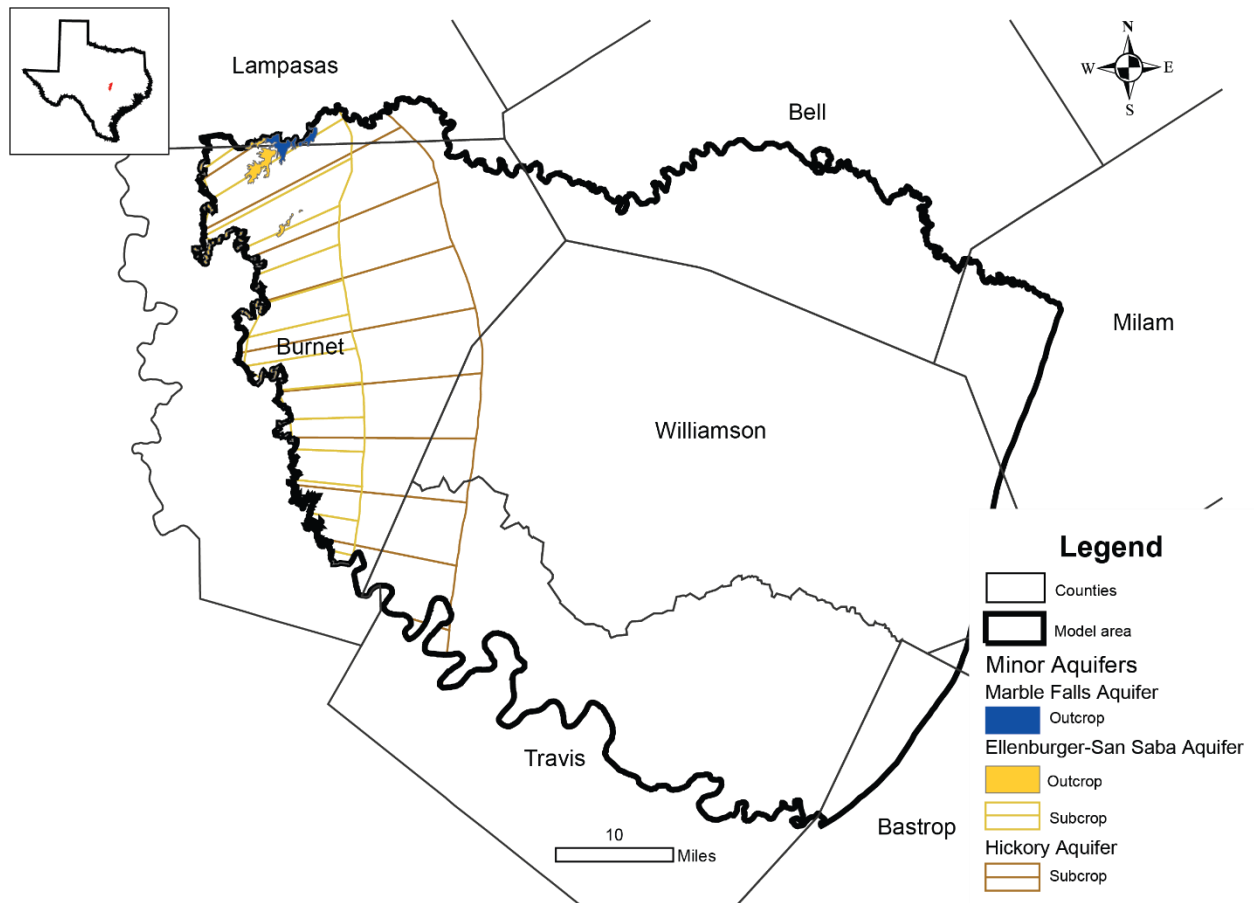 Lampasas
Bell
N
W
E
S
Milam
Burnet
Williamson
Travis
Bastrop
10
Miles
Legend
Counties
Model area
Minor Aquifers
Marble Falls Aquifer
Outcrop
Ellenburger-San Saba Aquifer
Outcrop
Subcrop
Hickory Aquifer
Subcrop